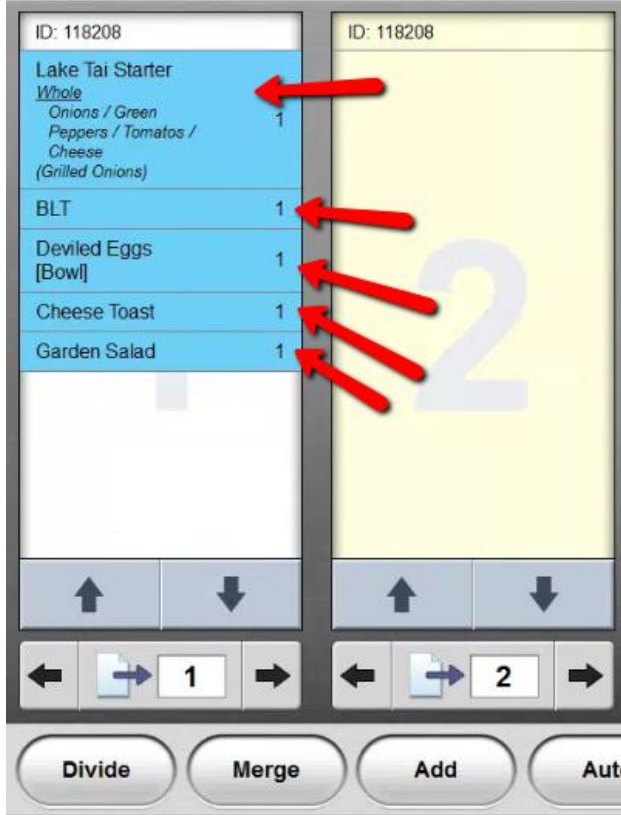 ID: 118208
Lake Tai Starter
Whole
Onions / Green
Peppers / Tomatos /
Cheese
(Grilled Onions)
1
BLT 1
Deviled Eggs
[Bowl]
1
Cheese Toast 1
Garden Salad 1
1
ID: 118208
2
2
Divide
Merge
Add